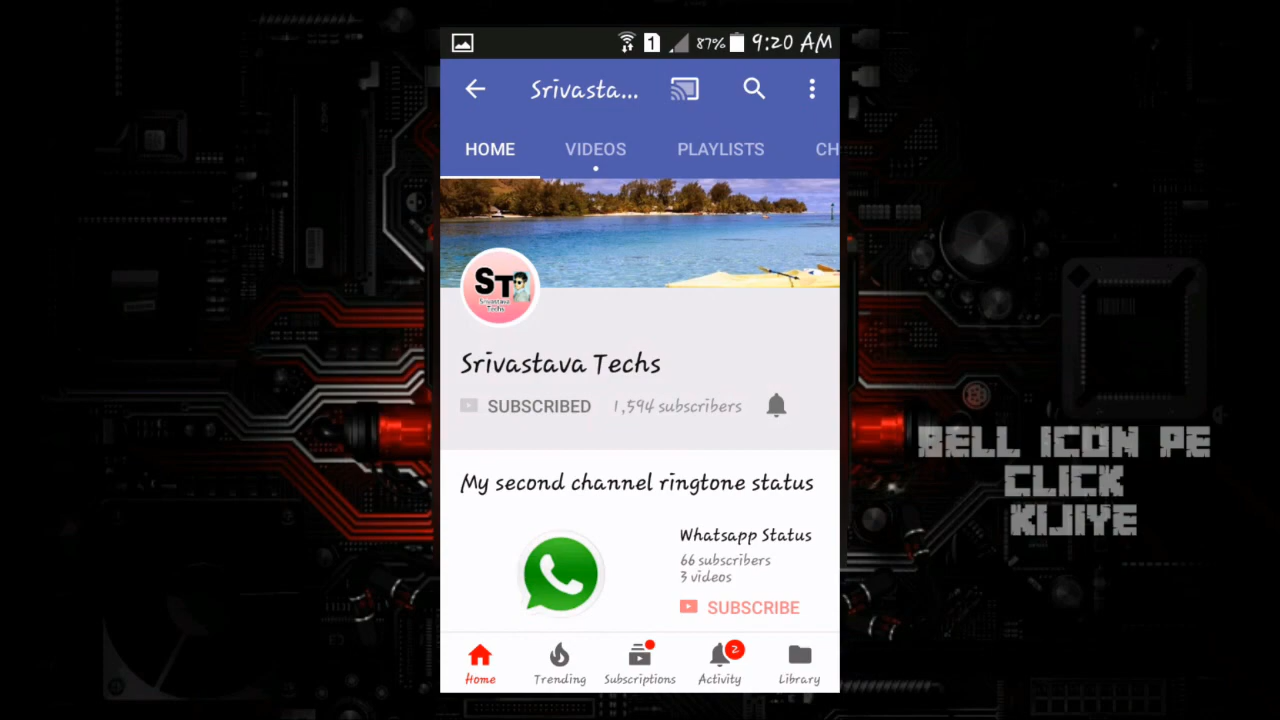 1 87% 9:20 AM
Srivasta...
HOME VIDEOS PLAYLISTS CH
ST
Srivastava
Techs
Srivastava Techs
SUBSCRIBED 1,594 subscribers
BELL ICON PE
CLICK
KIJIYE
My second channel ringtone status
Whatsapp Status
66 subscribers
3 videos
SUBSCRIBE
2
Home Trending Subscriptions Activity Library